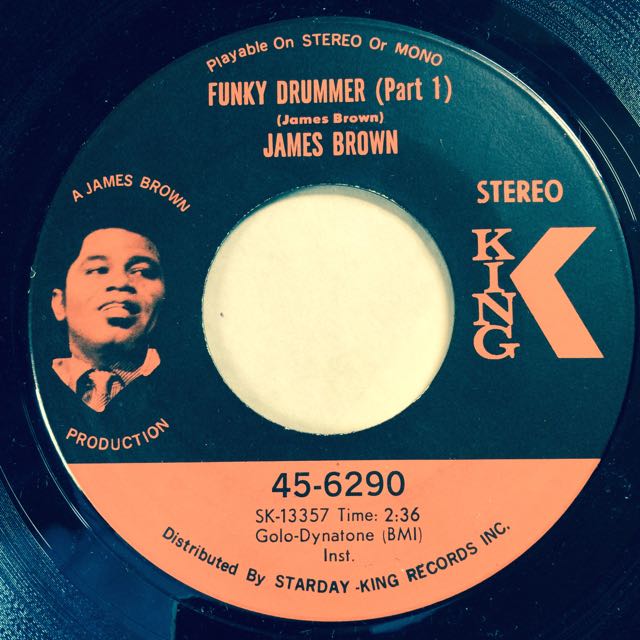 Playable On STEREO Or MONO
FUNKY DRUMMER (Part 1)
(James Brown)
JAMES BROWN
A JAMES BROWN
PRODUCTION
STEREO
KING
K
45-6290
SK-13357 Time: 2:36
Golo-Dynatone (BMI)
Inst.
Distributed By STARDAY-KING RECORDS INC.